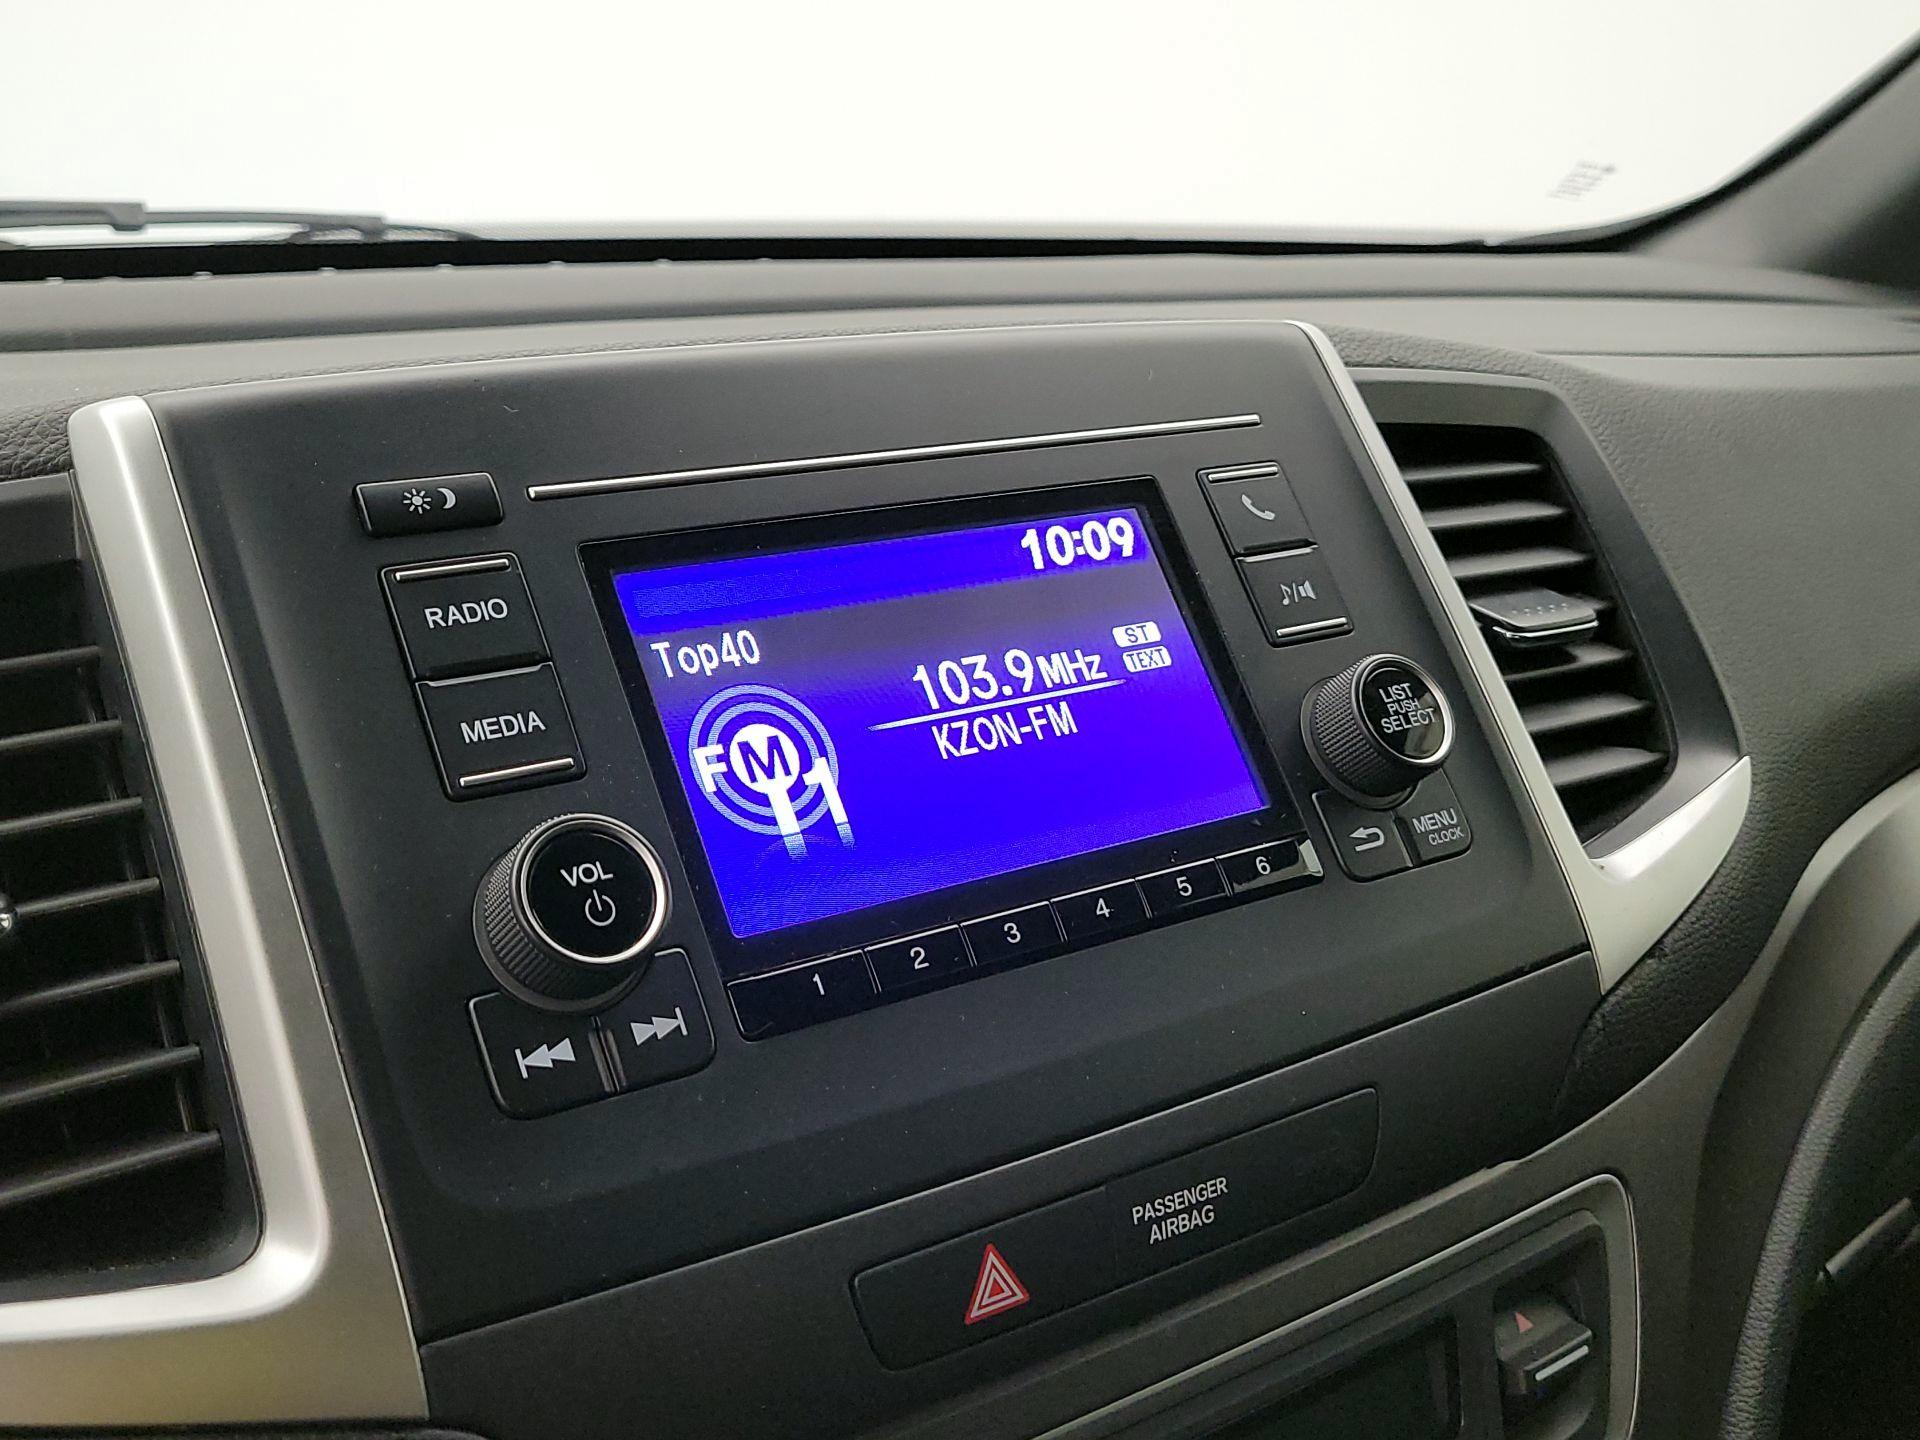 10:09
RADIO
Top40
ST
103.9MHz
TEXT
MEDIA
KZON-FM
FM
1
LIST
PUSH
SELECT
MENU
CLOCK
VOL
1 2 3 4 5 6
PASSENGER
AIRBAG